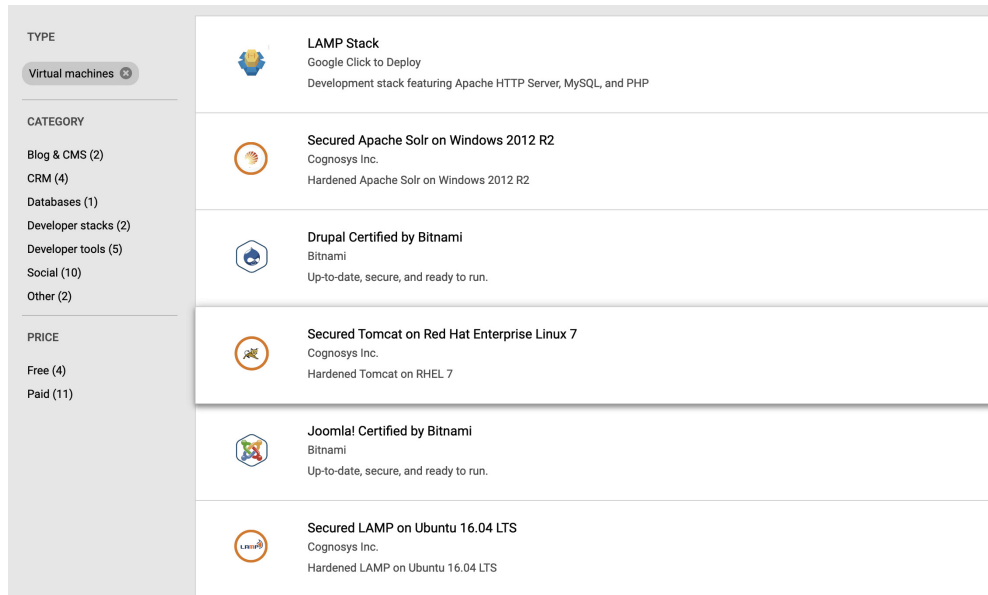 TYPE
Virtual machines
CATEGORY
Blog & CMS (2)
CRM (4)
Databases (1)
Developer stacks (2)
Developer tools (5)
Social (10)
Other (2)
PRICE
Free (4)
Paid (11)
LAMP Stack
Google Click to Deploy
Development stack featuring Apache HTTP Server, MySQL, and PHP
Secured Apache Solr on Windows 2012 R2
Cognosys Inc.
Hardened Apache Solr on Windows 2012 R2
Drupal Certified by Bitnami
Bitnami
Up-to-date, secure, and ready to run.
Secured Tomcat on Red Hat Enterprise Linux 7
Cognosys Inc.
Hardened Tomcat on RHEL 7
Joomla! Certified by Bitnami
Bitnami
Up-to-date, secure, and ready to run.
Secured LAMP on Ubuntu 16.04 LTS
LAMP
Cognosys Inc.
Hardened LAMP on Ubuntu 16.04 LTS